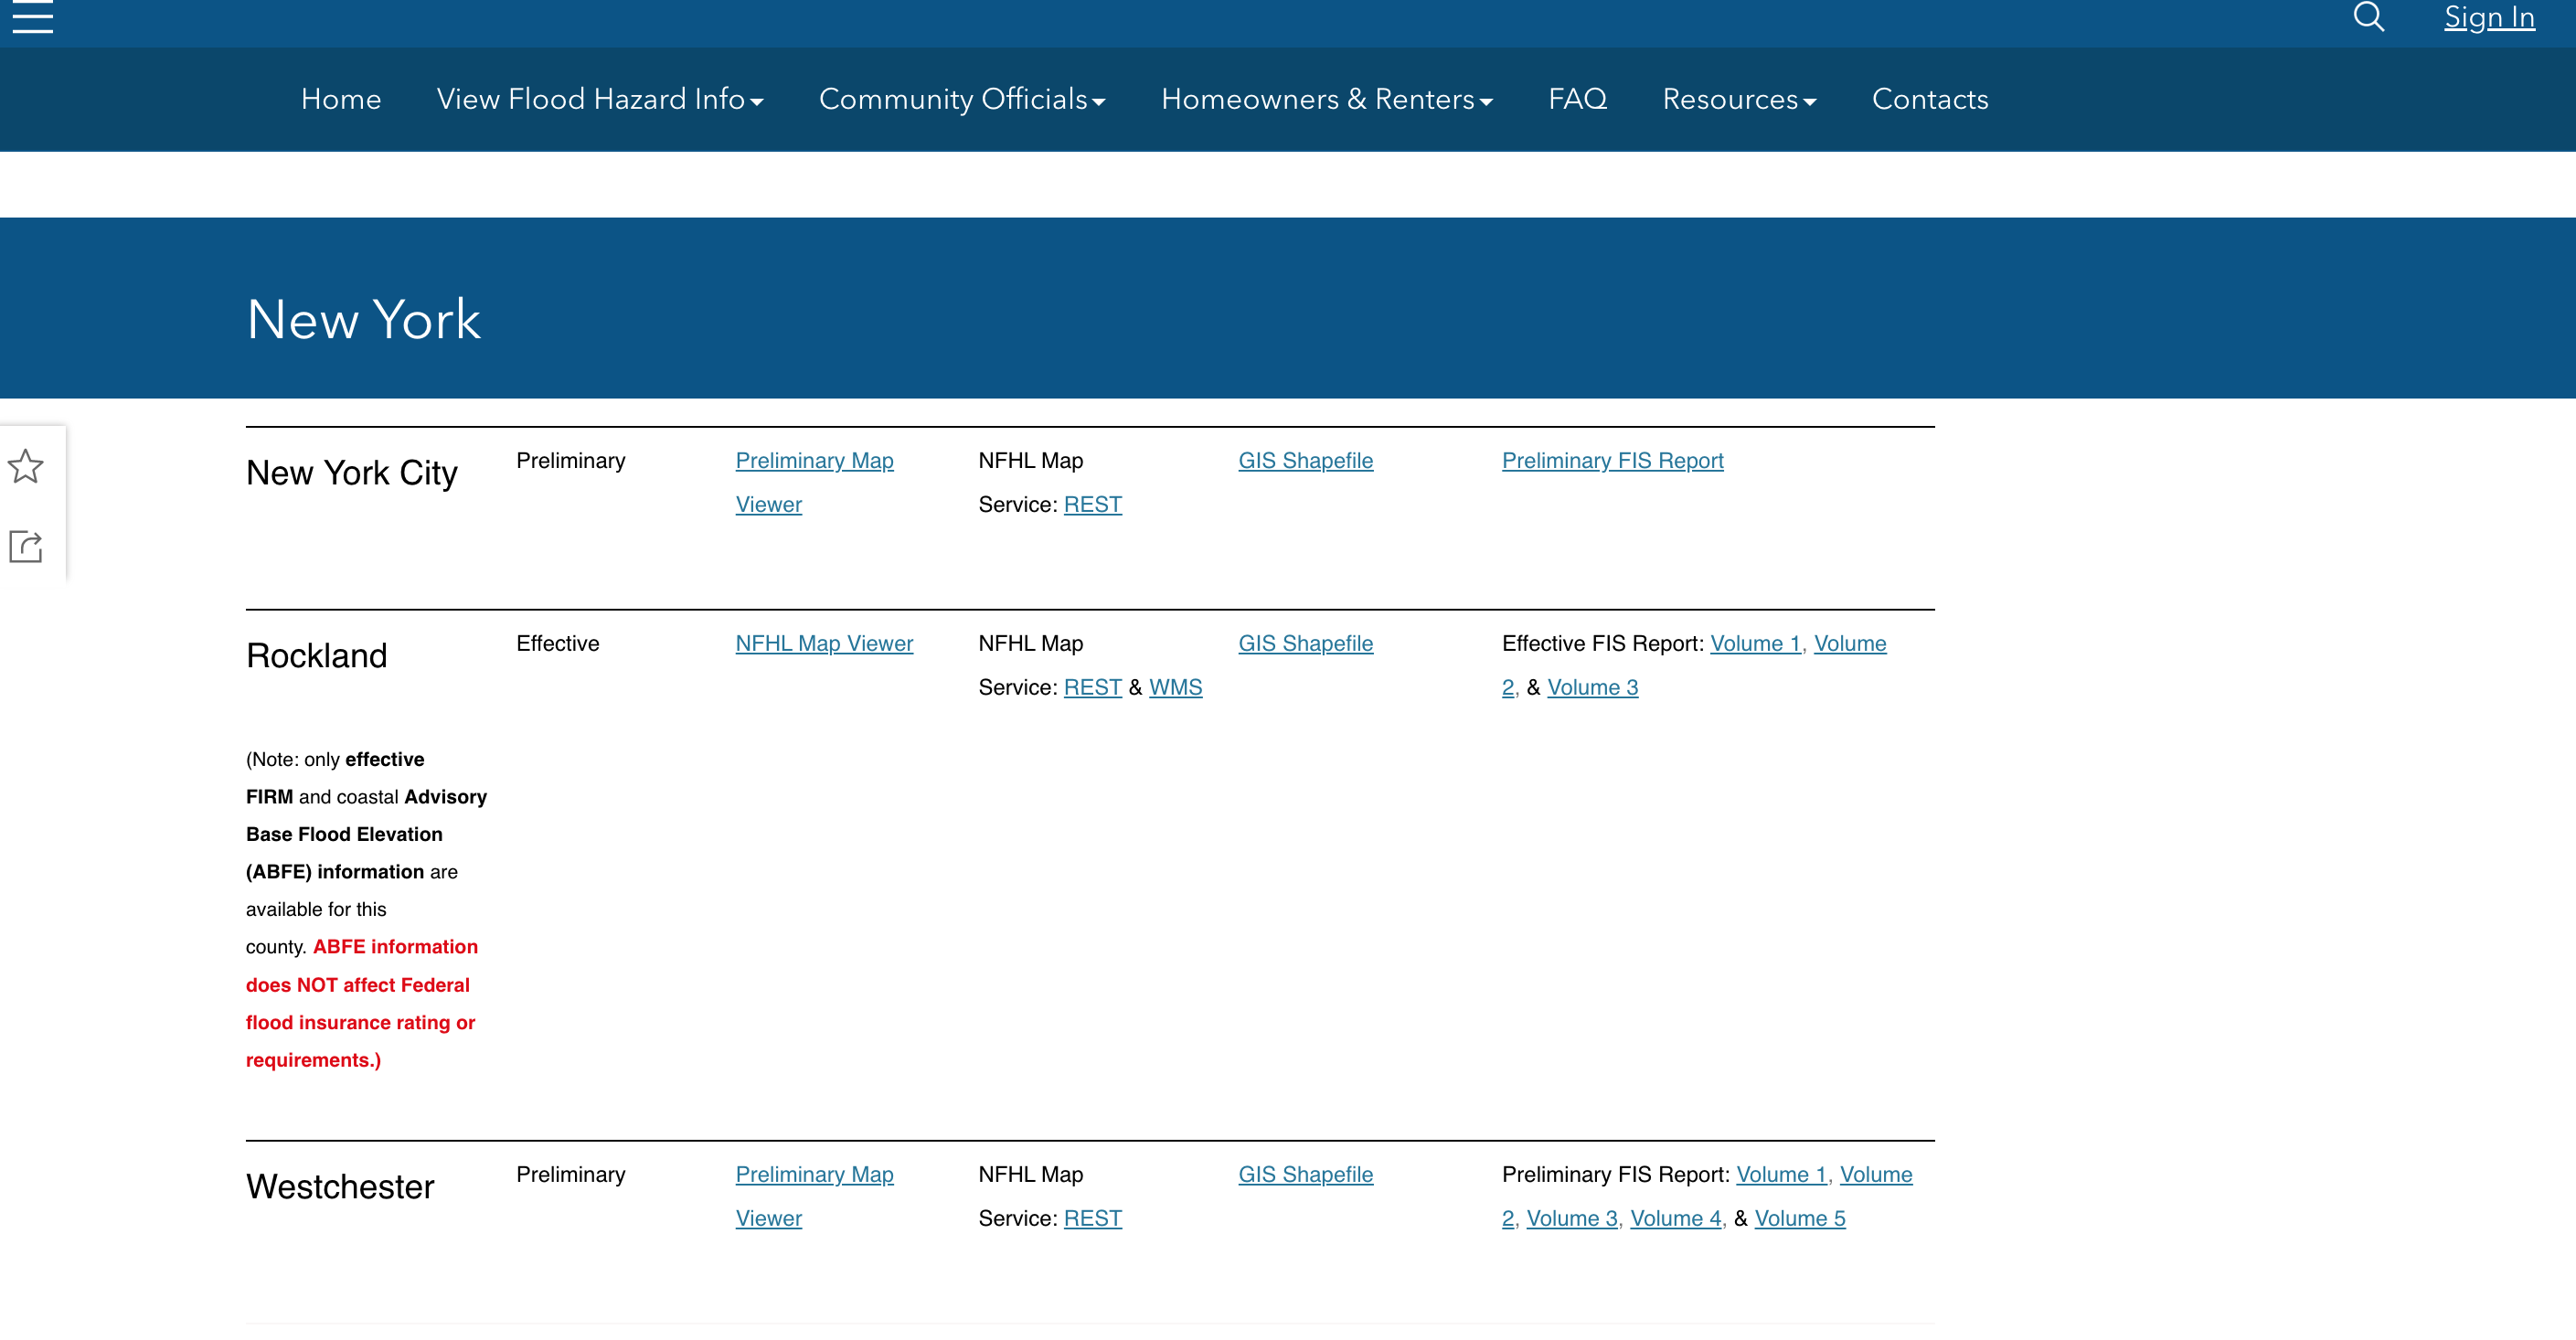 Sign In
Home View Flood Hazard Info Community Officials Homeowners & Renters FAQ Resources Contacts
New York
New York City
Preliminary
Preliminary Map
Viewer
NFHL Map
Service: REST
GIS Shapefile
Preliminary FIS Report
Rockland
(Note: only effective
FIRM and coastal Advisory
Base Flood Elevation
(ABFE) information are
available for this
county. ABFE information
does NOT affect Federal
flood insurance rating or
requirements.)
Effective
NFHL Map Viewer
NFHL Map
Service: REST & WMS
GIS Shapefile
Effective FIS Report: Volume 1, Volume
2, & Volume 3
Westchester
Preliminary
Preliminary Map
Viewer
NFHL Map
Service: REST
GIS Shapefile
Preliminary FIS Report: Volume 1, Volume
2, Volume 3, Volume 4, & Volume 5